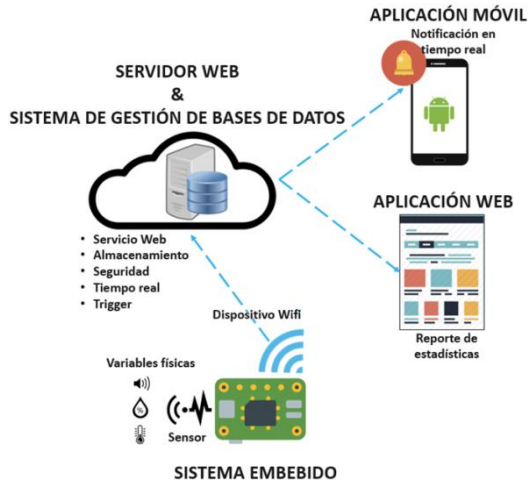 APLICACIÓN MÓVIL
Notificación en
tiempo real
SERVIDOR WEB
&
SISTEMA DE GESTIÓN DE BASES DE DATOS
• Servicio Web
• Almacenamiento
• Seguridad
• Tiempo real
• Trigger
APLICACIÓN WEB
Reporte de
estadísticas
Dispositivo Wifi
Variables físicas
%
Sensor
SISTEMA EMBEBIDO